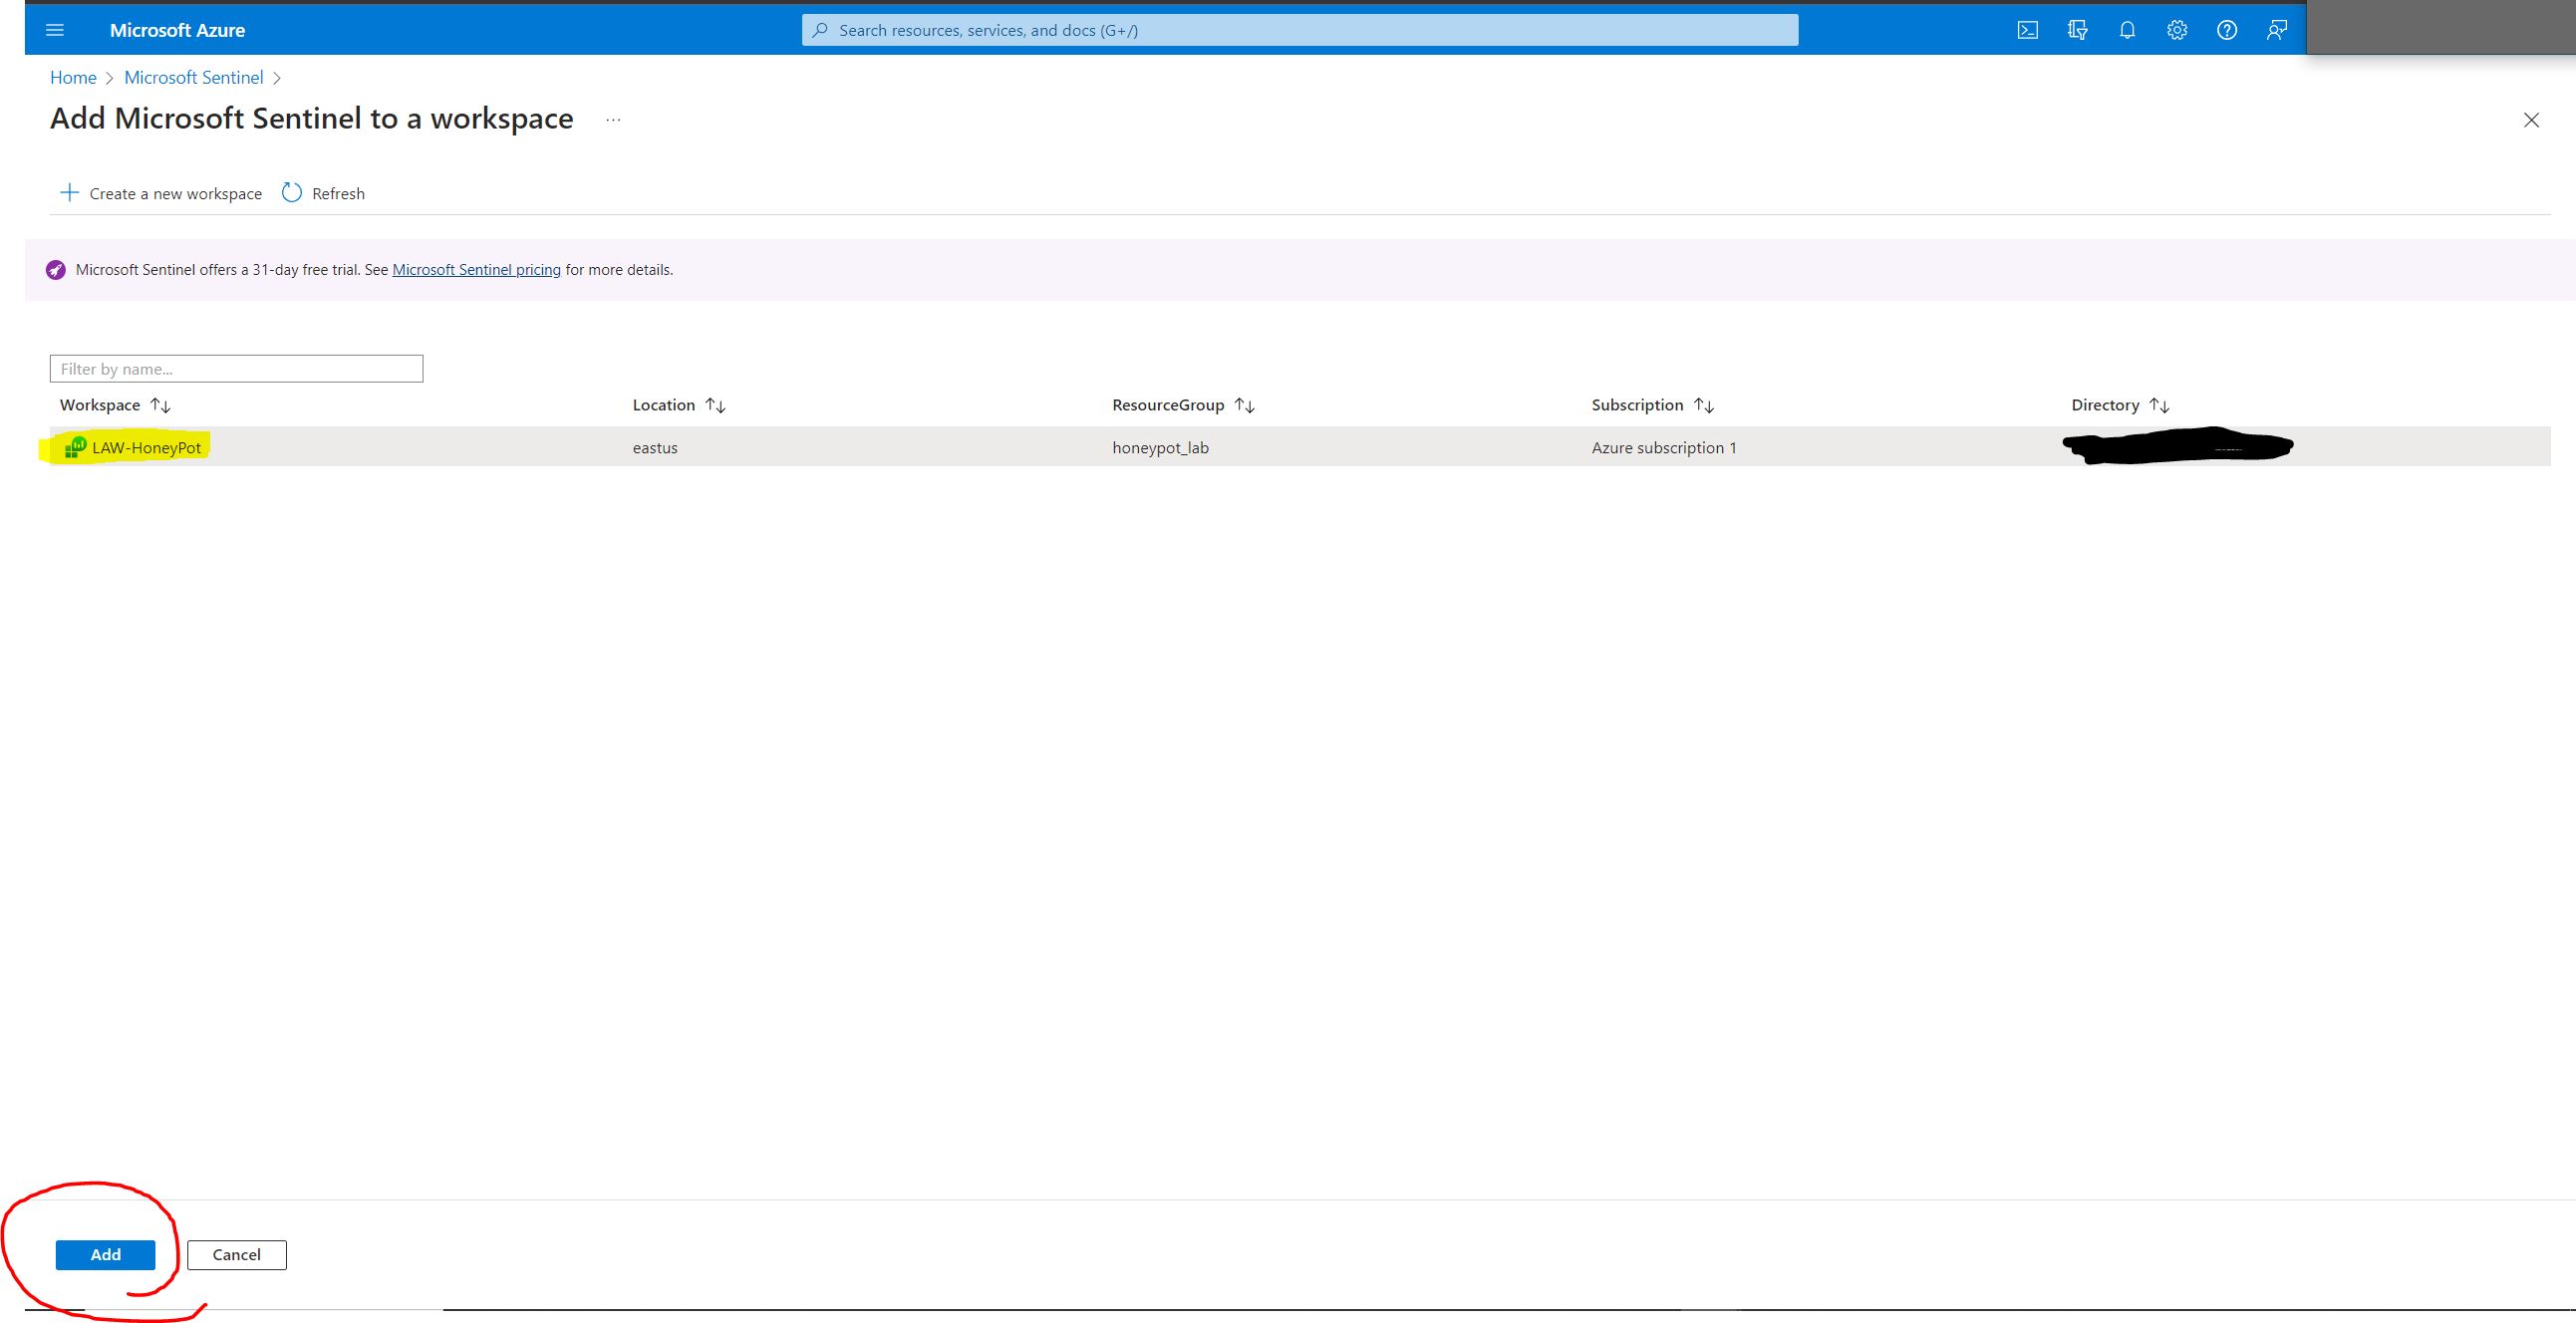 Microsoft Azure
Search resources, services, and docs (G+/)
Home > Microsoft Sentinel >
Add Microsoft Sentinel to a workspace ...
Create a new workspace Refresh
Microsoft Sentinel offers a 31-day free trial. See Microsoft Sentinel pricing for more details.
Filter by name...
Workspace Location ResourceGroup Subscription Directory
LAW-HoneyPot eastus honeypot_lab Azure subscription 1
Add Cancel